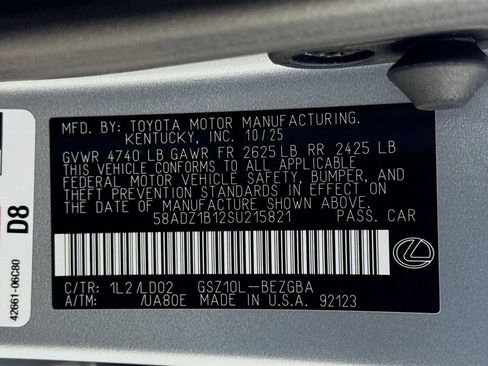 MFD. BY: TOYOTA MOTOR MANUFACTURING.
KENTUCKY, INC. 10/25
GVWR 4740 LB GAWR FR 2625 LB RR 2425 LB
THIS VEHICLE CONFORMS TO ALL APPLICABLE
FEDERAL MOTOR VEHICLE SAFETY, BUMPER, AND
THEFT PREVENTION STANDARDS IN EFFECT ON
THE DATE OF MANUFACTURE SHOWN ABOVE.
58ADZ1B12SU215821 PASS. CAR
C/TR: 1L2/LD02 GSZ10L-BEZGBA
A/TM: /UA80E MADE IN U.S.A. 92123
42661-06C80
D8